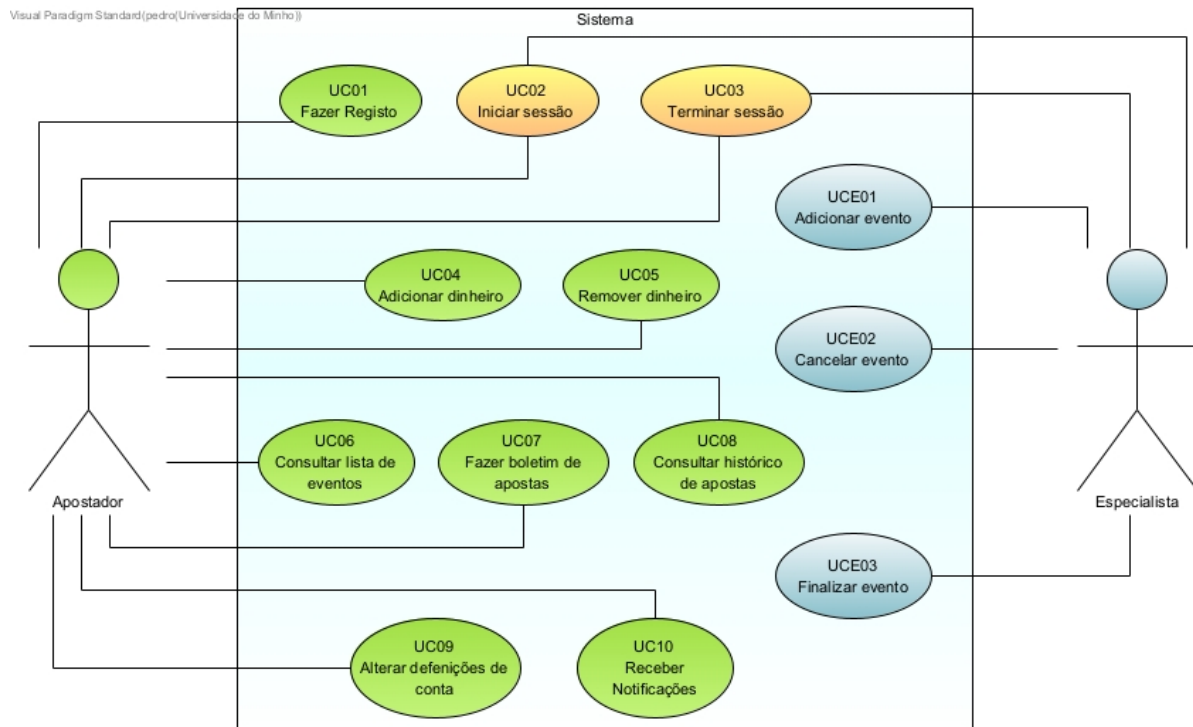 Visual Paradigm Standard(pedro(Universidade do Minho))
Sistema
UC01
Fazer Registo
UC02
Iniciar sessão
UC03
Terminar sessão
UCE01
Adicionar evento
UC04
Adicionar dinheiro
UC05
Remover dinheiro
UCE02
Cancelar evento
UC06
Consultar lista de
eventos
UC07
Fazer boletim de
apostas
UC08
Consultar histórico
de apostas
Apostador
Especialista
UCE03
Finalizar evento
UC09
Alterar defenições de
conta
UC10
Receber
Notificações